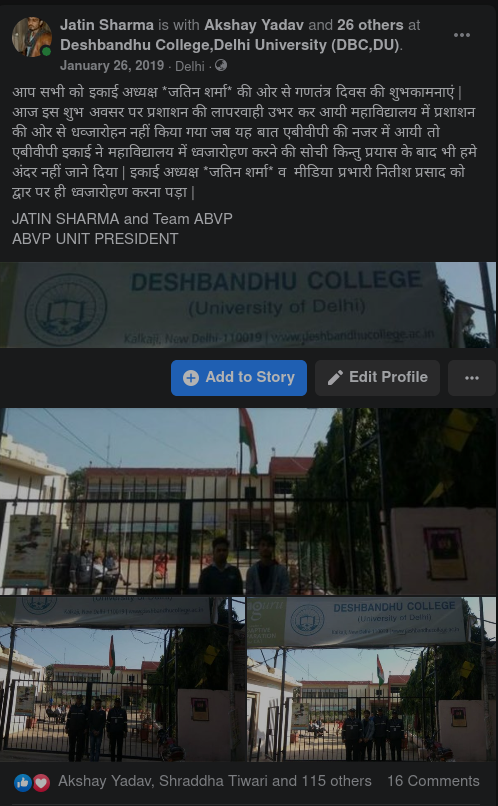 Jatin Sharma is with Akshay Yadav and 26 others at
Deshbandhu College,Delhi University (DBC,DU).
January 26, 2019 · Delhi ·
आप सभी को इकाई अध्यक्ष *जतिन शर्मा* की ओर से गणतंत्र दिवस की शुभकामनाएं |
आज इस शुभ अवसर पर प्रशाशन की लापरवाही उभर कर आयी महाविद्यालय में प्रशाशन
की ओर से धव्जारोहन नहीं किया गया जब यह बात एबीवीपी की नजर में आयी तो
एबीवीपी इकाई ने महाविद्यालय में ध्वजारोहण करने की सोची किन्तु प्रयास के बाद भी हमे
अंदर नहीं जाने दिया | इकाई अध्यक्ष *जतिन शर्मा* व मीडिया प्रभारी नितीश प्रसाद को
द्वार पर ही ध्वजारोहण करना पड़ा |
JATIN SHARMA and Team ABVP
ABVP UNIT PRESIDENT
DESHBANDHU COLLEGE
(University of Delhi)
Kalkaji, New Delhi-110019 | www.deshbandhucollege.ac.in
Add to Story
Edit Profile
DESHBANDHU COLLEGE
(University of Delhi)
Akshay Yadav, Shraddha Tiwari and 115 others
16 Comments